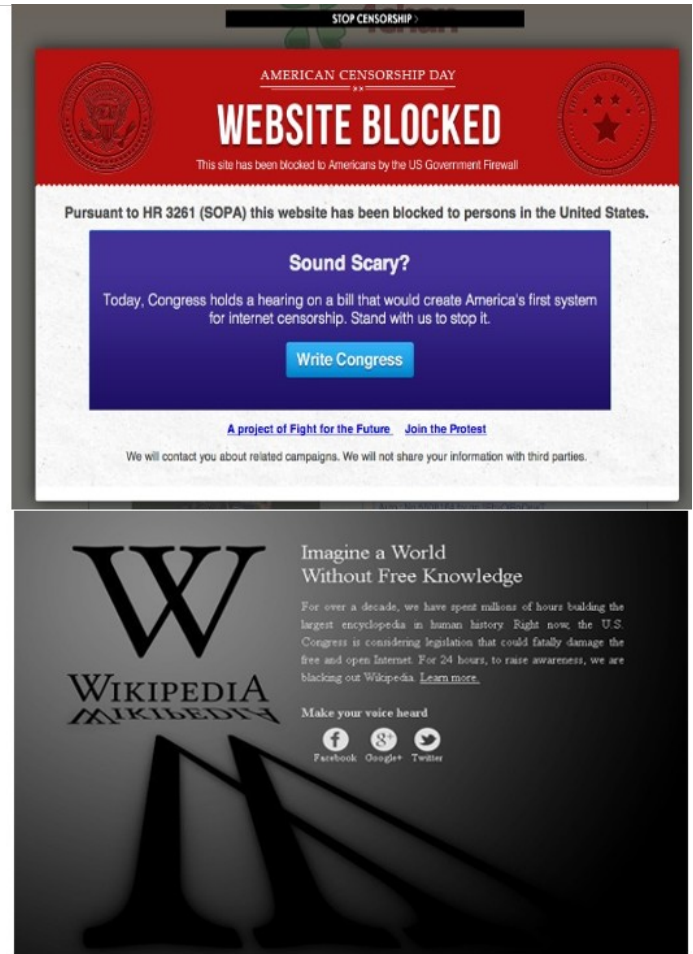 STOP CENSORSHIP >
4chan
AMERICAN CENSORSHIP DAY
WEBSITE BLOCKED
This site has been blocked to Americans by the US Government Firewall
Pursuant to HR 3261 (SOPA) this website has been blocked to persons in the United States.
Sound Scary?
Today, Congress holds a hearing on a bill that would create America's first system
for internet censorship. Stand with us to stop it.
Write Congress
A project of Fight for the Future Join the Protest
We will contact you about related campaigns. We will not share your information with third parties.
W
WIKIPEDIA
Imagine a World
Without Free Knowledge
For over a decade, we have spent millions of hours building the
largest encyclopedia in human history. Right now, the U.S.
Congress is considering legislation that could fatally damage the
free and open Internet. For 24 hours, to raise awareness, we are
blacking out Wikipedia. Learn more.
Make your voice heard
Facebook Google+ Twitter